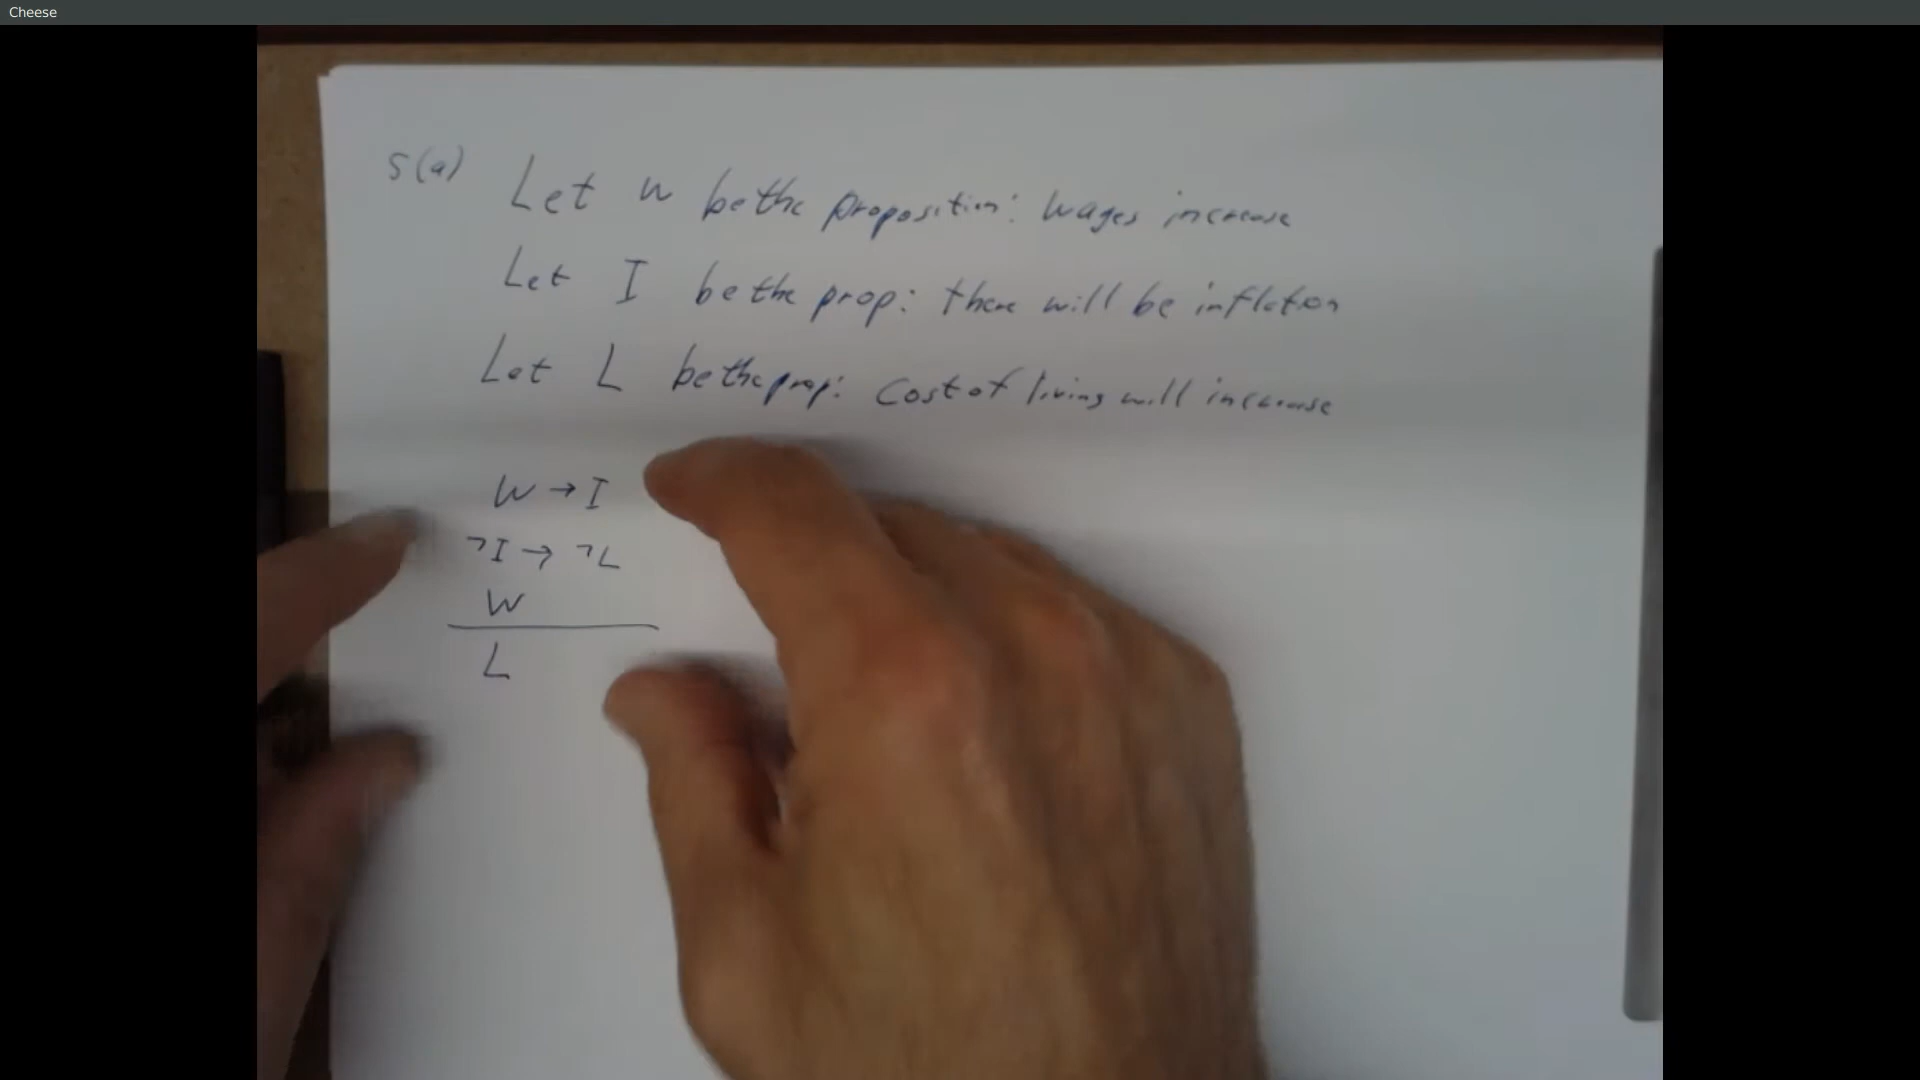 Cheese
5(a) Let W be the proposition: Wages increase
Let I be the prop: there will be inflation
Let L be the prop: Cost of living will increase
W → I
¬I → ¬L
W
L